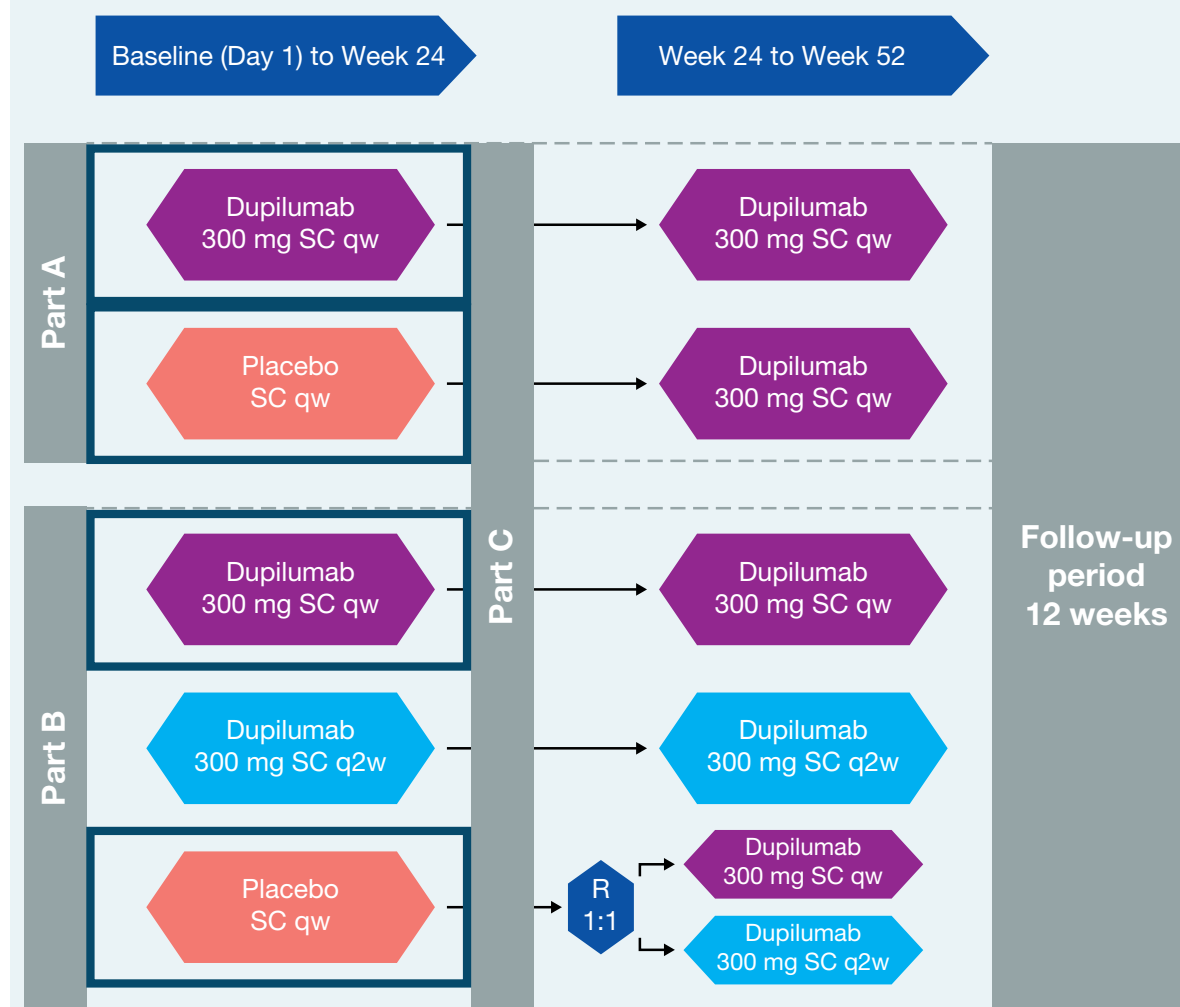 Baseline (Day 1) to Week 24
Week 24 to Week 52
Part A
Dupilumab
300 mg SC qw
Dupilumab
300 mg SC qw
Placebo
SC qw
Dupilumab
300 mg SC qw
Part B
Dupilumab
300 mg SC qw
Dupilumab
300 mg SC qw
Dupilumab
300 mg SC q2w
Dupilumab
300 mg SC q2w
Placebo
SC qw
R
1:1
Dupilumab
300 mg SC qw
Dupilumab
300 mg SC q2w
Part C
Follow-up
period
12 weeks